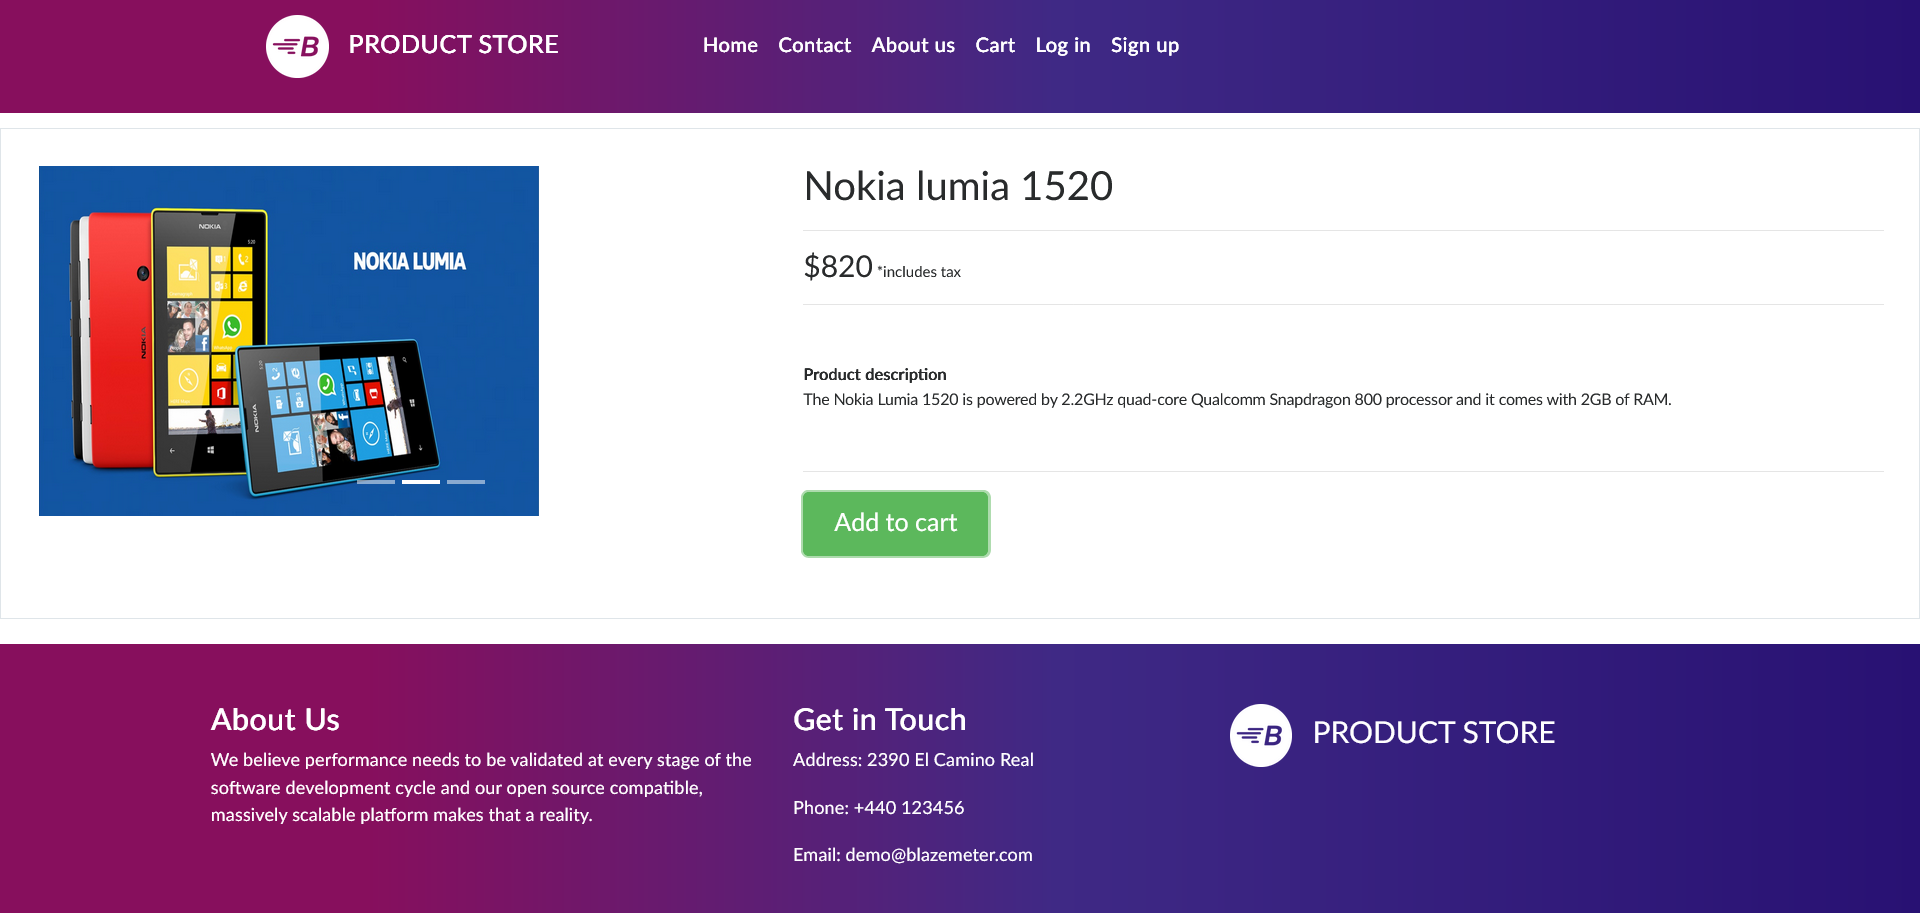 B PRODUCT STORE
Home Contact About us Cart Log in Sign up
NOKIA
520
NOKIA LUMIA
NOKIA
NOKIA
Nokia lumia 1520
$820 *includes tax
Product description
The Nokia Lumia 1520 is powered by 2.2GHz quad-core Qualcomm Snapdragon 800 processor and it comes with 2GB of RAM.
Add to cart
About Us
We believe performance needs to be validated at every stage of the
software development cycle and our open source compatible,
massively scalable platform makes that a reality.
Get in Touch
Address: 2390 El Camino Real
Phone: +440 123456
Email: demo@blazemeter.com
B PRODUCT STORE